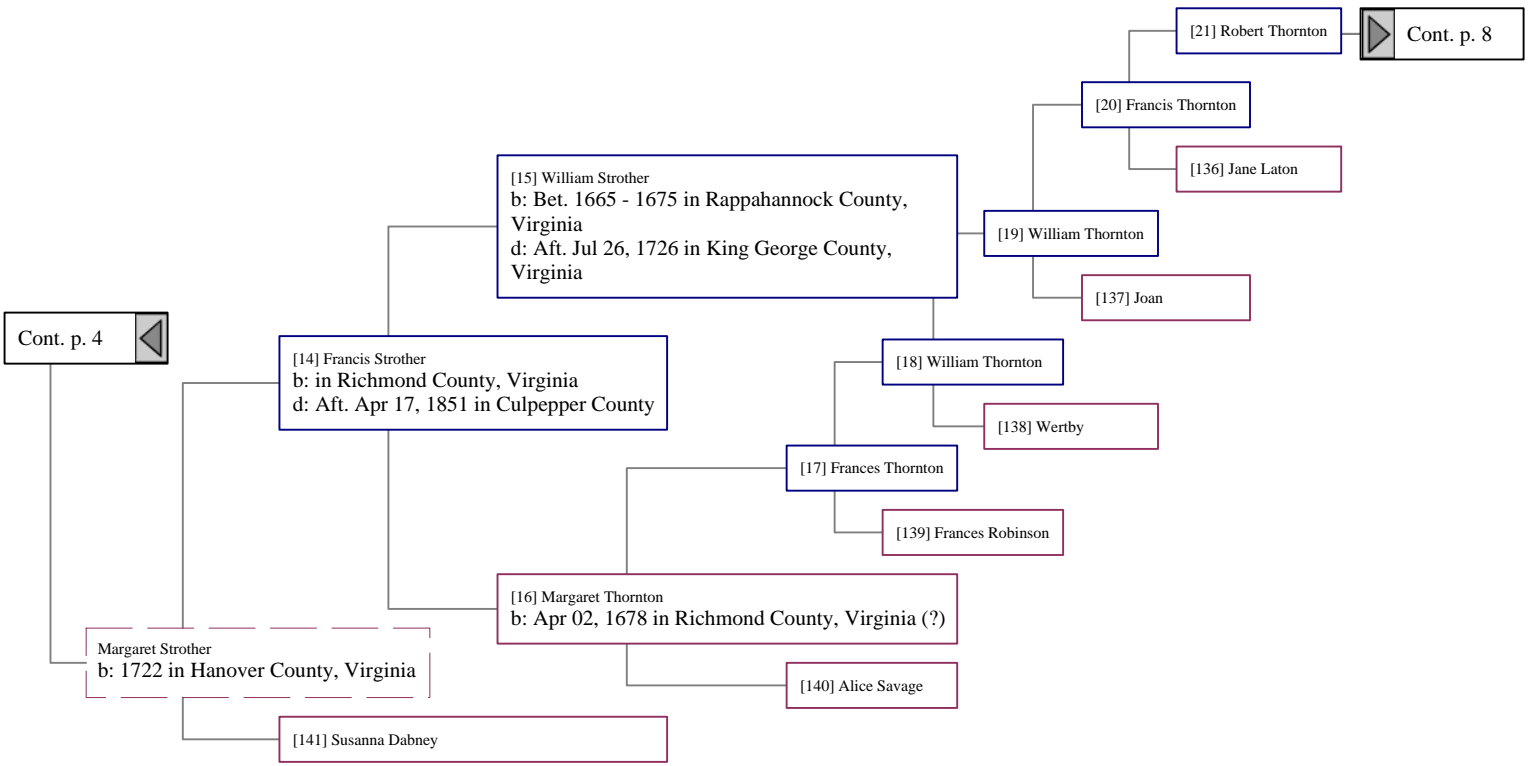 [21] Robert Thornton
Cont. p. 8
[20] Francis Thornton
[136] Jane Laton
[15] William Strother
b: Bet. 1665 - 1675 in Rappahannock County,
Virginia
d: Aft. Jul 26, 1726 in King George County,
Virginia
[19] William Thornton
[137] Joan
Cont. p. 4
[14] Francis Strother
b: in Richmond County, Virginia
d: Aft. Apr 17, 1851 in Culpepper County
[18] William Thornton
[138] Wertby
[17] Frances Thornton
[139] Frances Robinson
[16] Margaret Thornton
b: Apr 02, 1678 in Richmond County, Virginia (?)
Margaret Strother
b: 1722 in Hanover County, Virginia
[140] Alice Savage
[141] Susanna Dabney